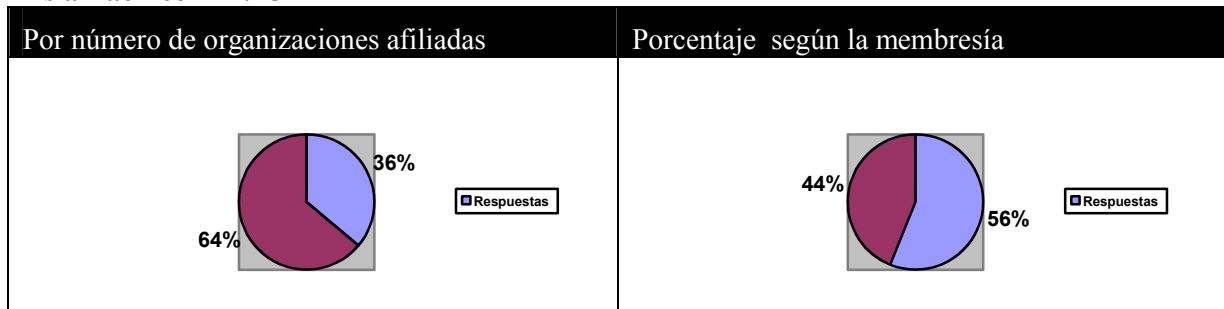 Por número de organizaciones afiliadas
Porcentaje según la membresía
36%
64%
Respuestas
44%
56%
Respuestas